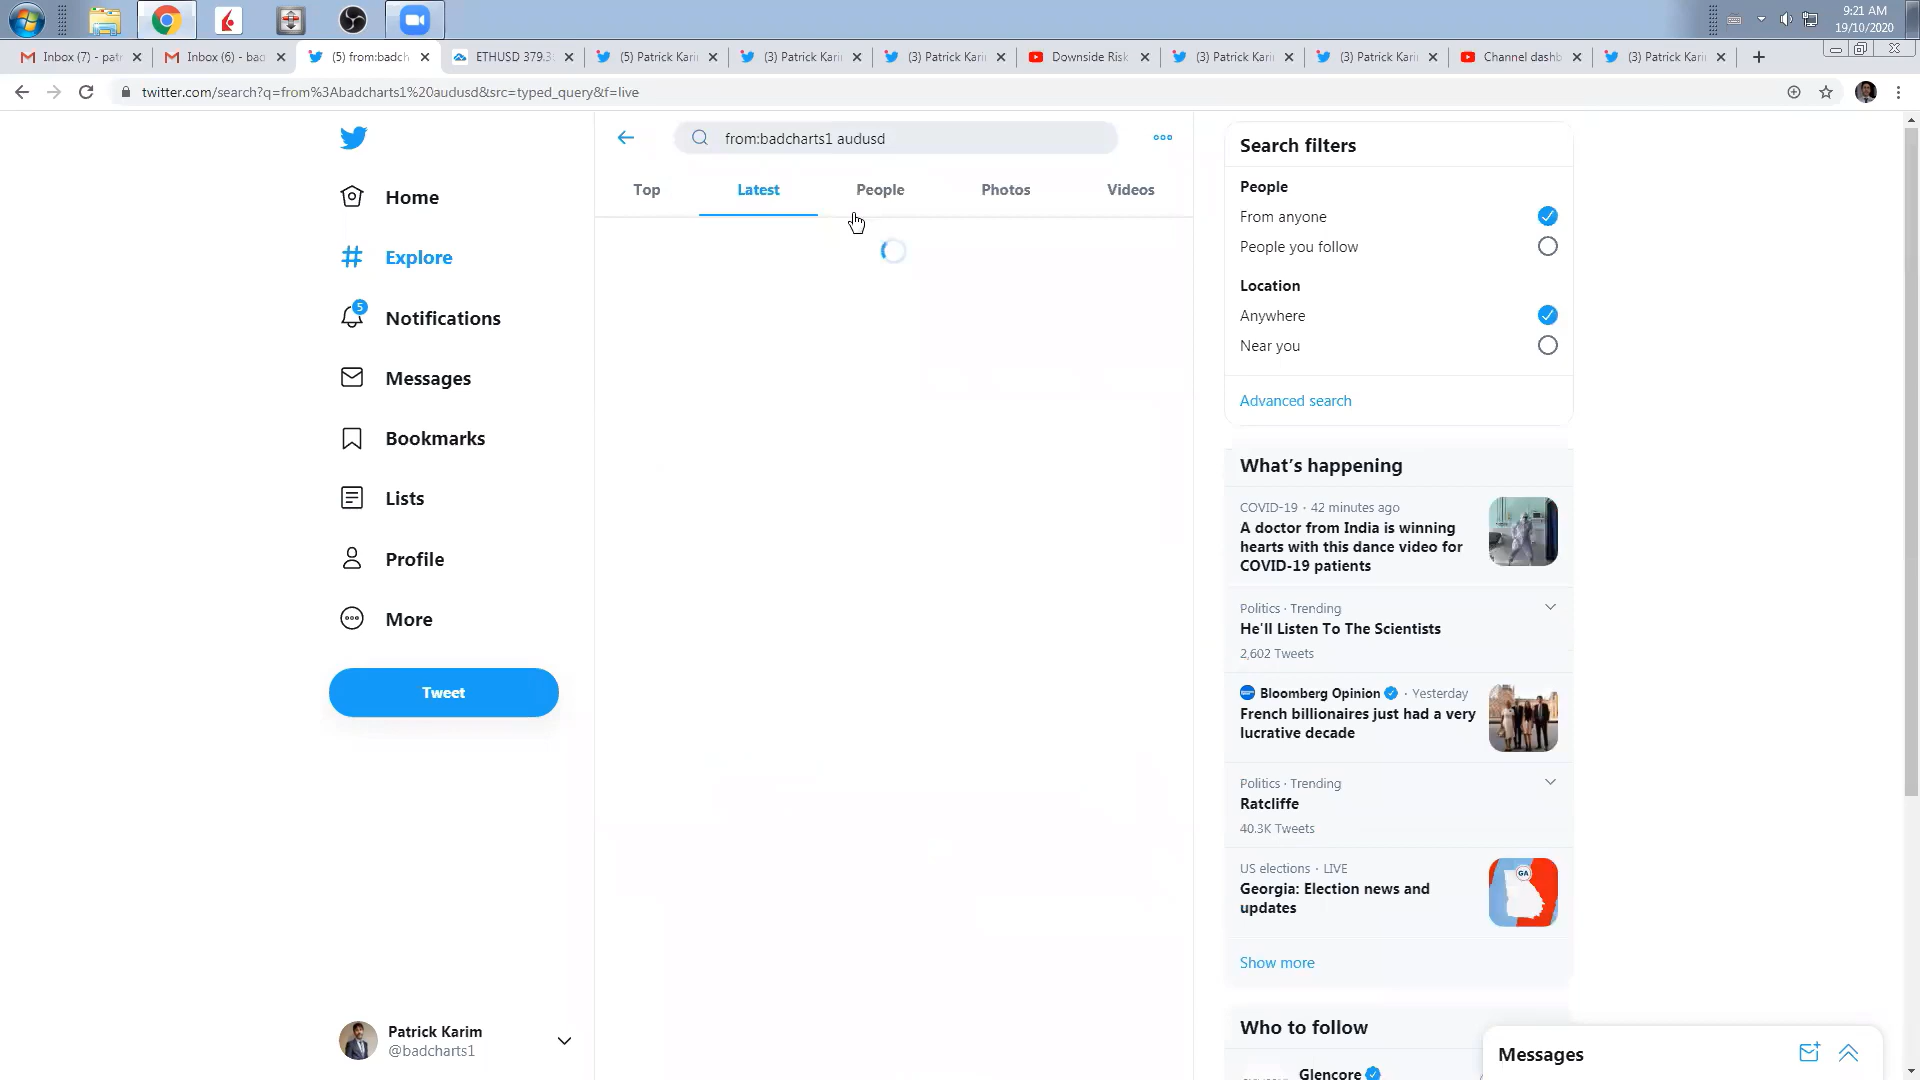 9:21 AM
19/10/2020
Inbox (7) - pat
Inbox (6) - bad
(5) from:badch
ETHUSD 379.3
(5) Patrick Kari
(3) Patrick Kari
(3) Patrick Kari
Downside Risk
(3) Patrick Kari
(3) Patrick Kari
Channel dashb
(3) Patrick Kari
twitter.com/search?q=from%3Abadcharts1%20audusd&src=typed_query&f=live
from:badcharts1 audusd
Top
Latest
People
Photos
Videos
Home
Explore
5
Notifications
Messages
Bookmarks
Lists
Profile
More
Tweet
Patrick Karim
@badcharts1
Search filters
People
From anyone
People you follow
Location
Anywhere
Near you
Advanced search
What's happening
COVID-19 · 42 minutes ago
A doctor from India is winning
hearts with this dance video for
COVID-19 patients
Politics · Trending
He'll Listen To The Scientists
2,602 Tweets
Bloomberg Opinion · Yesterday
French billionaires just had a very
lucrative decade
Politics · Trending
Ratcliffe
40.3K Tweets
US elections · LIVE
Georgia: Election news and
updates
GA
Show more
Who to follow
Glencore
Messages